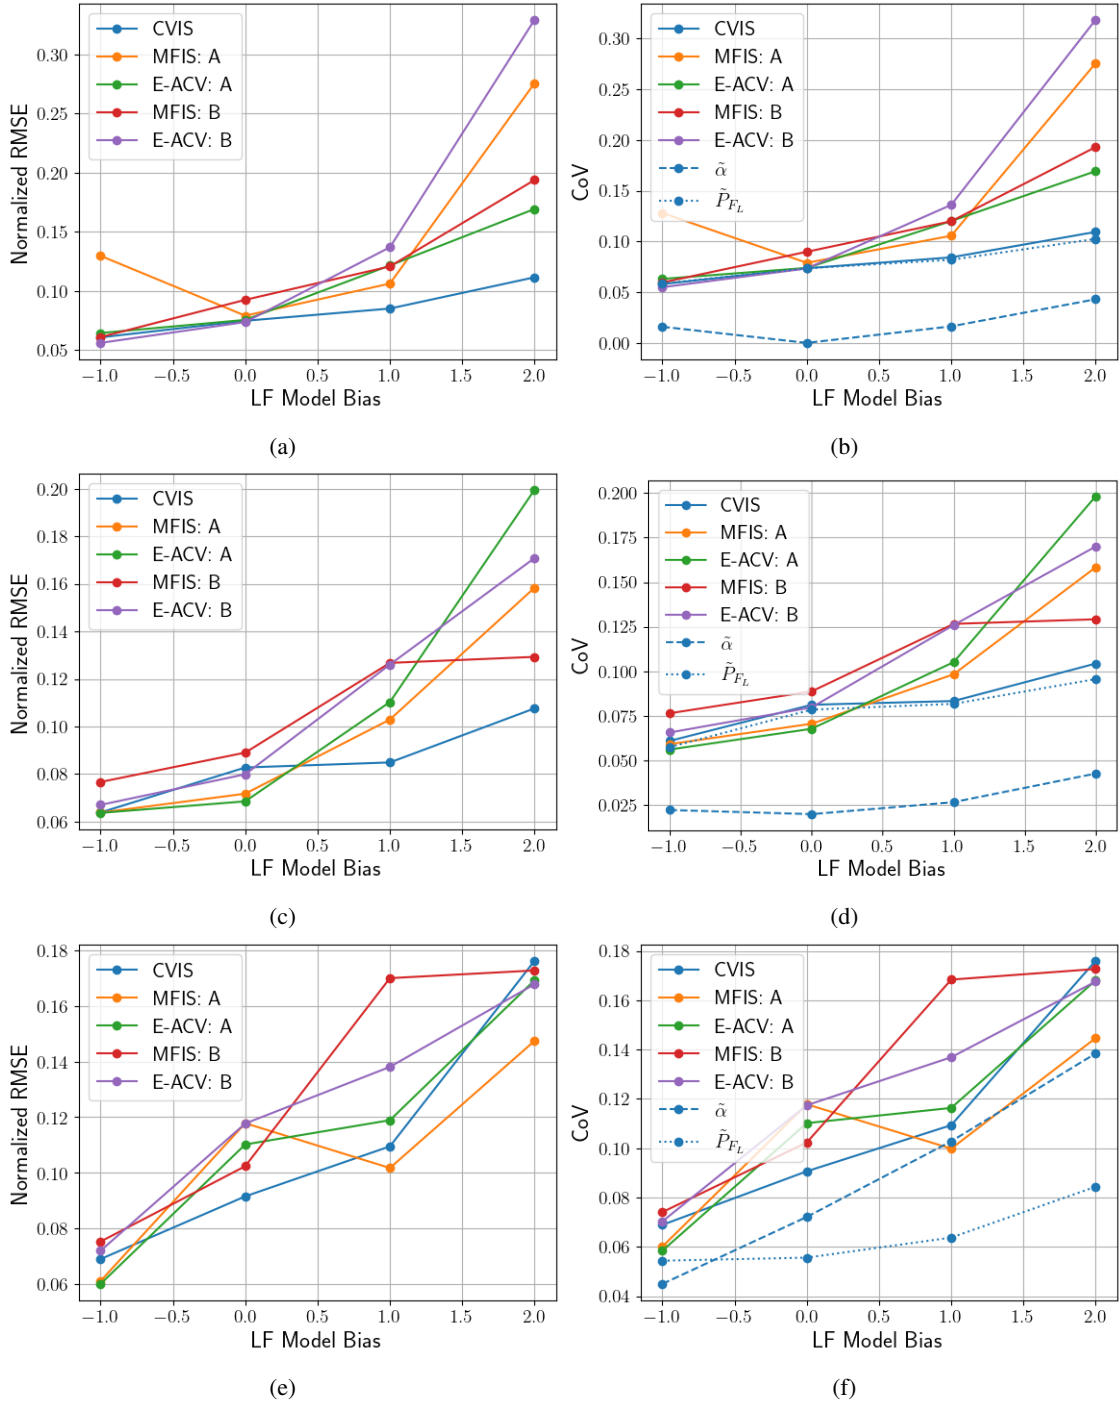 Normalized RMSE
0.30
0.25
0.20
0.15
0.10
0.05
CVIS
MFIS: A
E-ACV: A
MFIS: B
E-ACV: B
−1.0 −0.5 0.0 0.5 1.0 1.5 2.0
LF Model Bias
(a)
CoV
0.30
0.25
0.20
0.15
0.10
0.05
0.00
CVIS
MFIS: A
E-ACV: A
MFIS: B
E-ACV: B
α̃
P̃_{F_L}
−1.0 −0.5 0.0 0.5 1.0 1.5 2.0
LF Model Bias
(b)
Normalized RMSE
0.20
0.18
0.16
0.14
0.12
0.10
0.08
0.06
CVIS
MFIS: A
E-ACV: A
MFIS: B
E-ACV: B
−1.0 −0.5 0.0 0.5 1.0 1.5 2.0
LF Model Bias
(c)
CoV
0.200
0.175
0.150
0.125
0.100
0.075
0.050
0.025
CVIS
MFIS: A
E-ACV: A
MFIS: B
E-ACV: B
α̃
P̃_{F_L}
−1.0 −0.5 0.0 0.5 1.0 1.5 2.0
LF Model Bias
(d)
Normalized RMSE
0.18
0.16
0.14
0.12
0.10
0.08
0.06
CVIS
MFIS: A
E-ACV: A
MFIS: B
E-ACV: B
−1.0 −0.5 0.0 0.5 1.0 1.5 2.0
LF Model Bias
(e)
CoV
0.18
0.16
0.14
0.12
0.10
0.08
0.06
0.04
CVIS
MFIS: A
E-ACV: A
MFIS: B
E-ACV: B
α̃
P̃_{F_L}
−1.0 −0.5 0.0 0.5 1.0 1.5 2.0
LF Model Bias
(f)